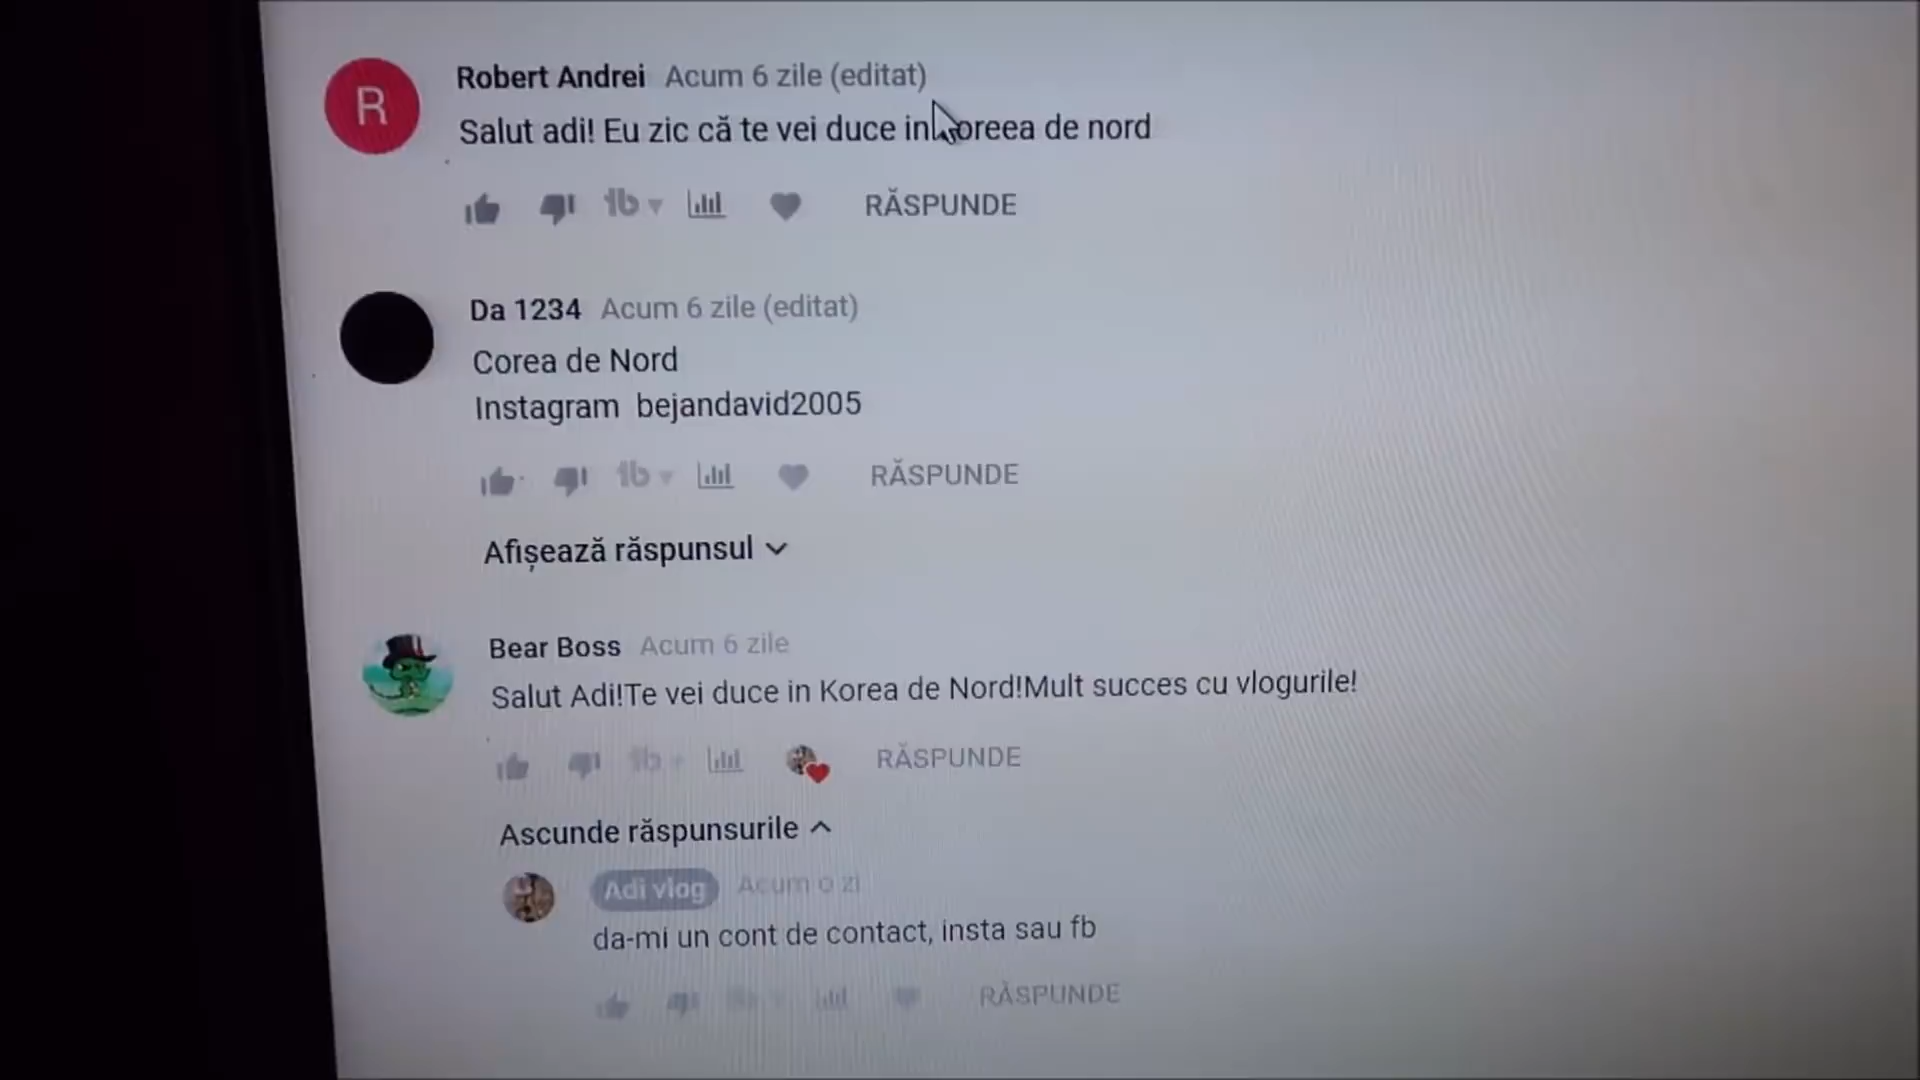 R
Robert Andrei Acum 6 zile (editat)
Salut adi! Eu zic că te vei duce in oreea de nord
RĂSPUNDE
Da 1234 Acum 6 zile (editat)
Corea de Nord
Instagram bejandavid2005
RĂSPUNDE
Afișează răspunsul
Bear Boss Acum 6 zile
Salut Adi!Te vei duce in Korea de Nord!Mult succes cu vlogurile!
RĂSPUNDE
Ascunde răspunsurile
Adi vlog Acum o zi
da-mi un cont de contact, insta sau fb
RĂSPUNDE